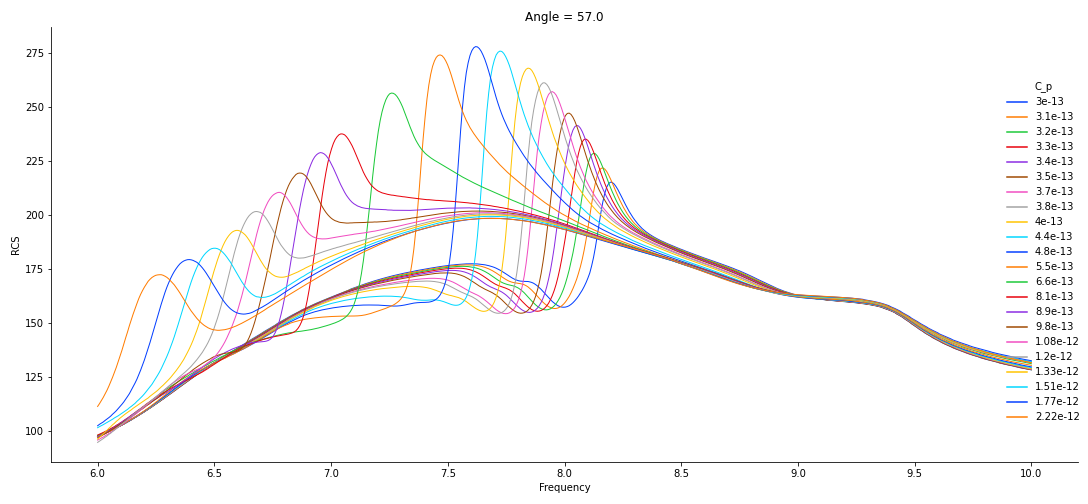 Angle = 57.0
RCS
275
250
225
200
175
150
125
100
6.0 6.5 7.0 7.5 8.0 8.5 9.0 9.5 10.0
Frequency
C_p
3e-13
3.1e-13
3.2e-13
3.3e-13
3.4e-13
3.5e-13
3.7e-13
3.8e-13
4e-13
4.4e-13
4.8e-13
5.5e-13
6.6e-13
8.1e-13
8.9e-13
9.8e-13
1.08e-12
1.2e-12
1.33e-12
1.51e-12
1.77e-12
2.22e-12